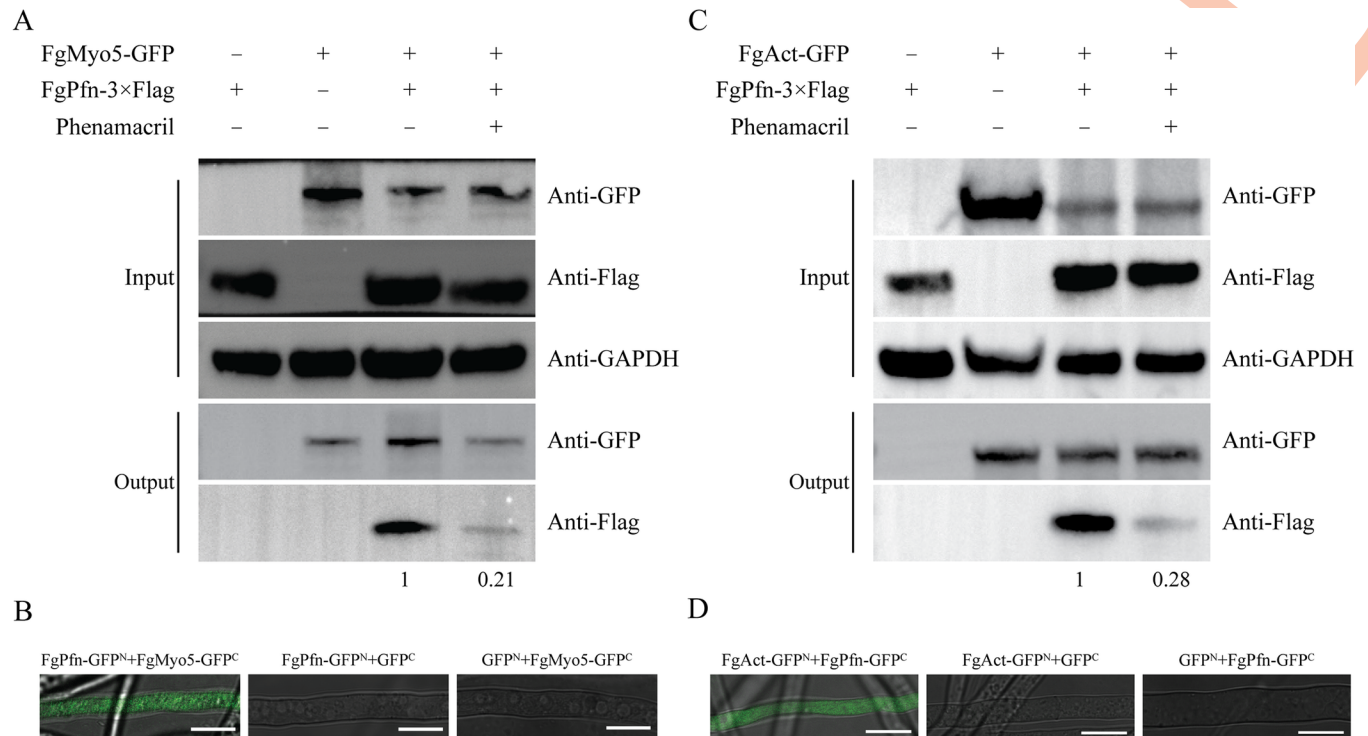 A
FgMyo5-GFP – + + +
FgPfn-3×Flag + – + +
Phenamacril – – – +
Input
Anti-GFP
Anti-Flag
Anti-GAPDH
Output
Anti-GFP
Anti-Flag
1 0.21
C
FgAct-GFP – + + +
FgPfn-3×Flag + – + +
Phenamacril – – – +
Input
Anti-GFP
Anti-Flag
Anti-GAPDH
Output
Anti-GFP
Anti-Flag
1 0.28
B
FgPfn-GFPᴺ+FgMyo5-GFPᶜ FgPfn-GFPᴺ+GFPᶜ GFPᴺ+FgMyo5-GFPᶜ
D
FgAct-GFPᴺ+FgPfn-GFPᶜ FgAct-GFPᴺ+GFPᶜ GFPᴺ+FgPfn-GFPᶜ